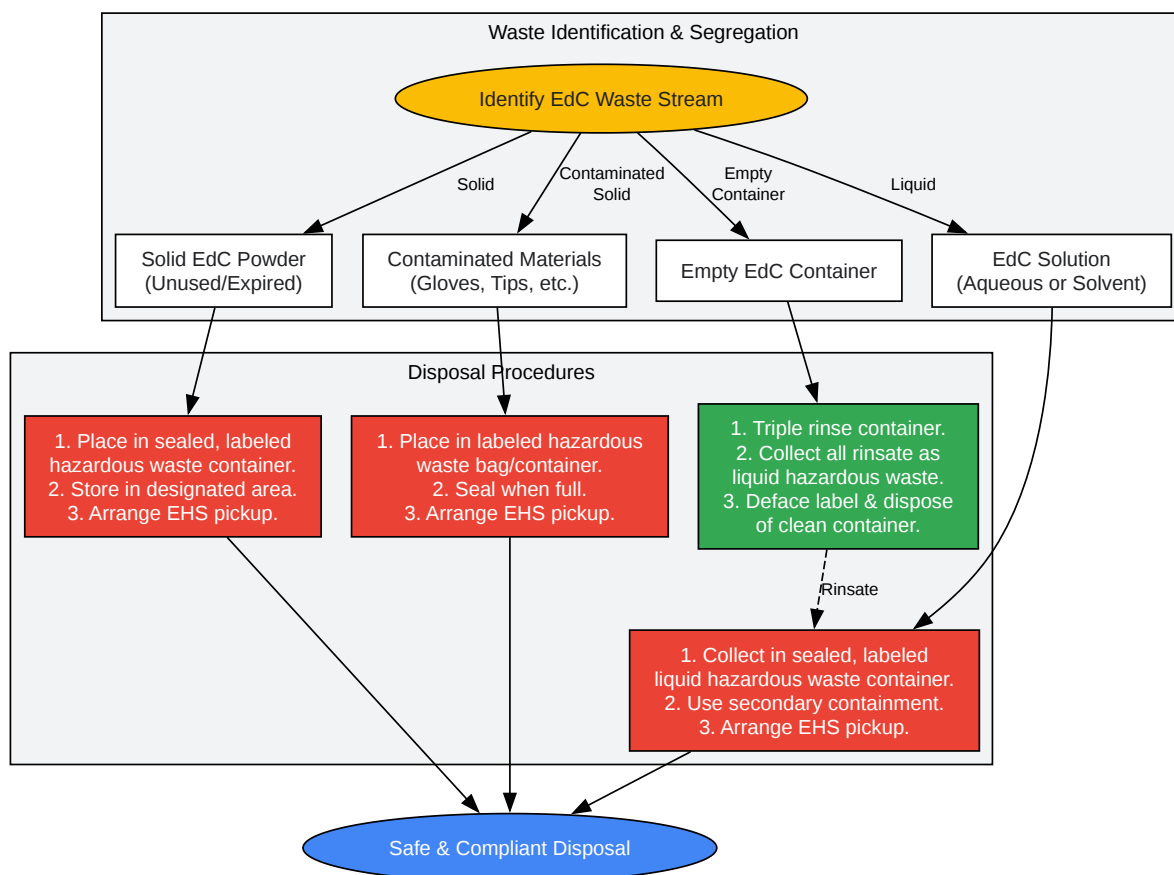 Waste Identification & Segregation
Identify EdC Waste Stream
Solid
Contaminated
Solid
Empty
Container
Liquid
Solid EdC Powder
(Unused/Expired)
Contaminated Materials
(Gloves, Tips, etc.)
Empty EdC Container
EdC Solution
(Aqueous or Solvent)
Disposal Procedures
1. Place in sealed, labeled
hazardous waste container.
2. Store in designated area.
3. Arrange EHS pickup.
1. Place in labeled hazardous
waste bag/container.
2. Seal when full.
3. Arrange EHS pickup.
1. Triple rinse container.
2. Collect all rinsate as
liquid hazardous waste.
3. Deface label & dispose
of clean container.
Rinsate
1. Collect in sealed, labeled
liquid hazardous waste container.
2. Use secondary containment.
3. Arrange EHS pickup.
Safe & Compliant Disposal